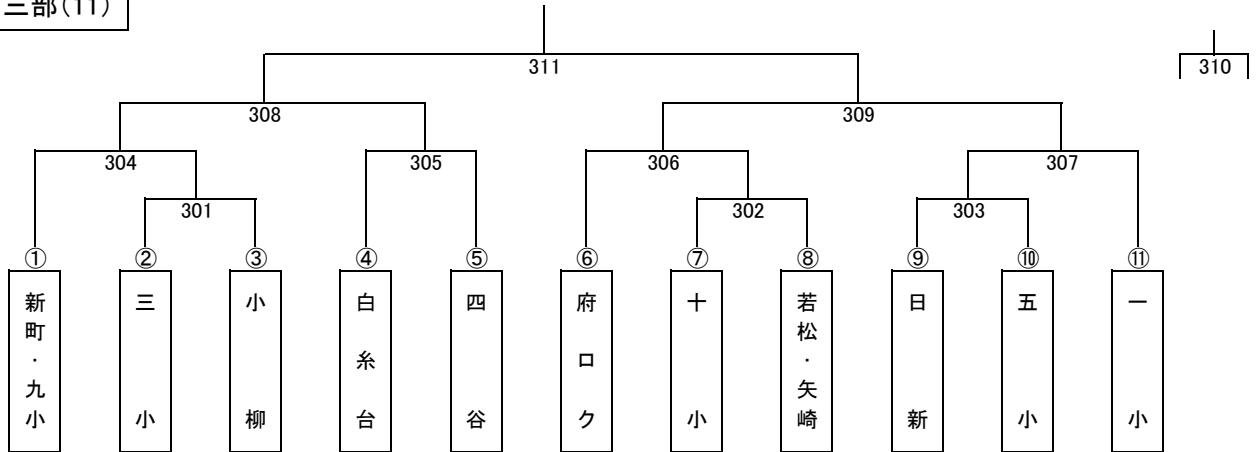 三部(11)
311
310
308
309
304
305
306
307
301
302
303
①
②
③
④
⑤
⑥
⑦
⑧
⑨
⑩
⑪
新町・九小
三小
小柳
白糸台
四谷
府ロク
十小
若松・矢崎
日新
五小
一小